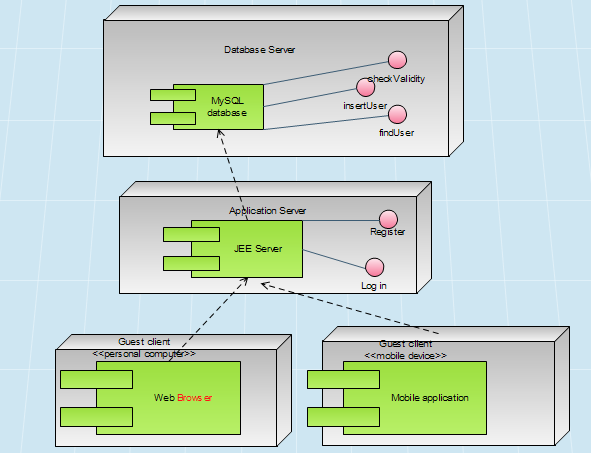 Database Server
checkValidity
MySQL
database
insertUser
findUser
Application Server
Register
JEE Server
Log in
Guest client
<<personal computer>>
Web Browser
Guest client
<<mobile device>>
Mobile application